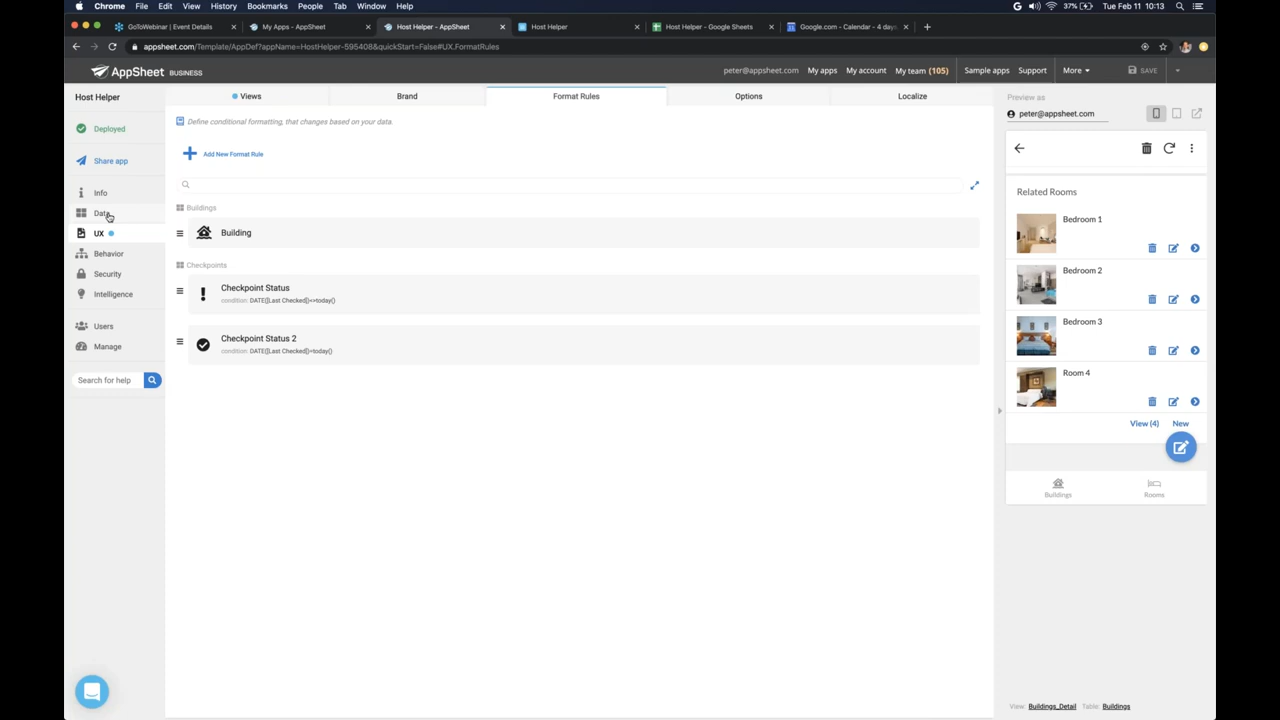 Chrome File Edit View History Bookmarks People Tab Window Help
37% Tue Feb 11 10:13
GoToWebinar | Event Details
My Apps - AppSheet
Host Helper - AppSheet
Host Helper
Host Helper - Google Sheets
Google.com - Calendar - 4 day
appsheet.com/Template/AppDef?appName=HostHelper-595408&quickStart=False#UX.FormatRules
AppSheet BUSINESS
peter@appsheet.com My apps My account My team (105) Sample apps Support More SAVE
Host Helper
Deployed
Share app
Info
Data
UX
Behavior
Security
Intelligence
Users
Manage
Search for help
Views Brand Format Rules Options Localize
Define conditional formatting, that changes based on your data.
Add New Format Rule
Buildings
Building
Checkpoints
Checkpoint Status
condition: DATE([Last Checked])<>today()
Checkpoint Status 2
condition: DATE([Last Checked])=today()
Preview as
peter@appsheet.com
Related Rooms
Bedroom 1
Bedroom 2
Bedroom 3
Room 4
View (4) New
Buildings Rooms
View: Buildings_Detail Table: Buildings